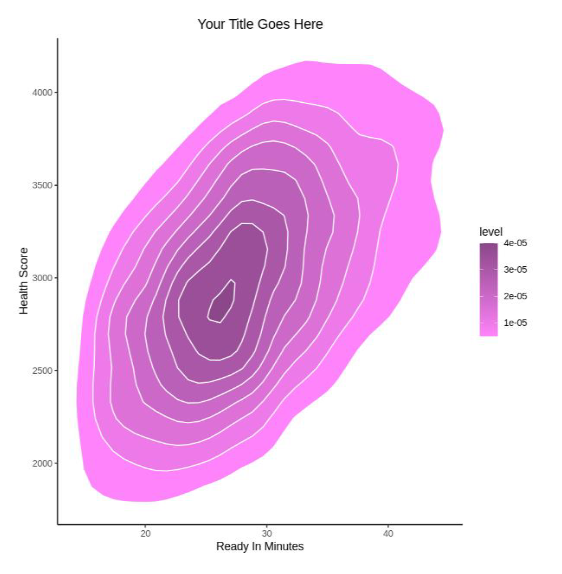 Your Title Goes Here
4000
3500
3000
2500
2000
Health Score
20
30
40
Ready In Minutes
level
4e-05
3e-05
2e-05
1e-05